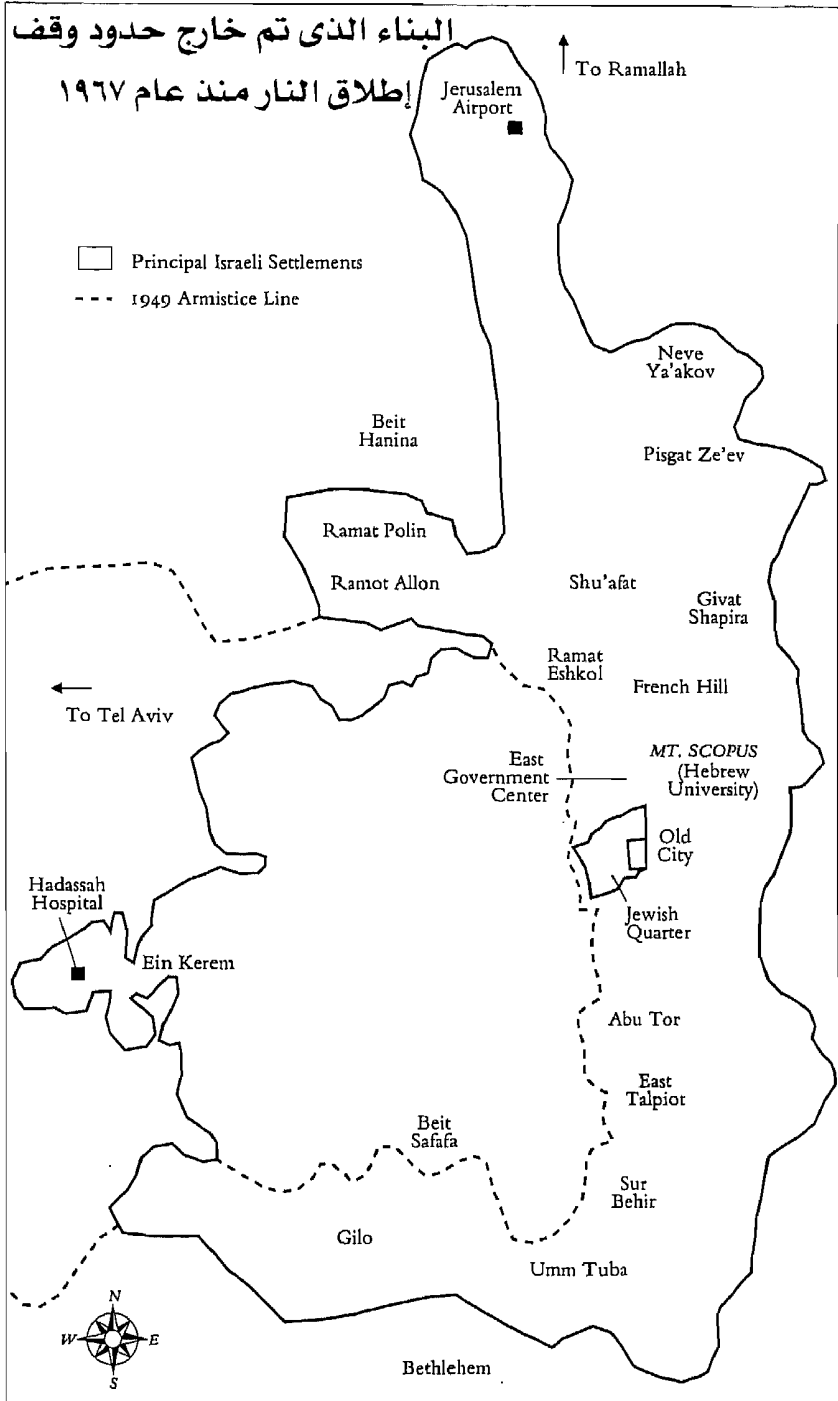 البناء الذى تم خارج حدود وقف
إطلاق النار منذ عام ١٩٦٧
To Ramallah
Jerusalem
Airport
Principal Israeli Settlements
1949 Armistice Line
Neve
Ya'akov
Beit
Hanina
Pisgat Ze'ev
Ramat Polin
Ramot Allon
Shu'afat
Givat
Shapira
Ramat
Eshkol
French Hill
To Tel Aviv
East
Government
Center
MT. SCOPUS
(Hebrew
University)
Old
City
Hadassah
Hospital
Jewish
Quarter
Ein Kerem
Abu Tor
East
Talpiot
Beit
Safafa
Sur
Behir
Gilo
Umm Tuba
N
W
E
S
Bethlehem